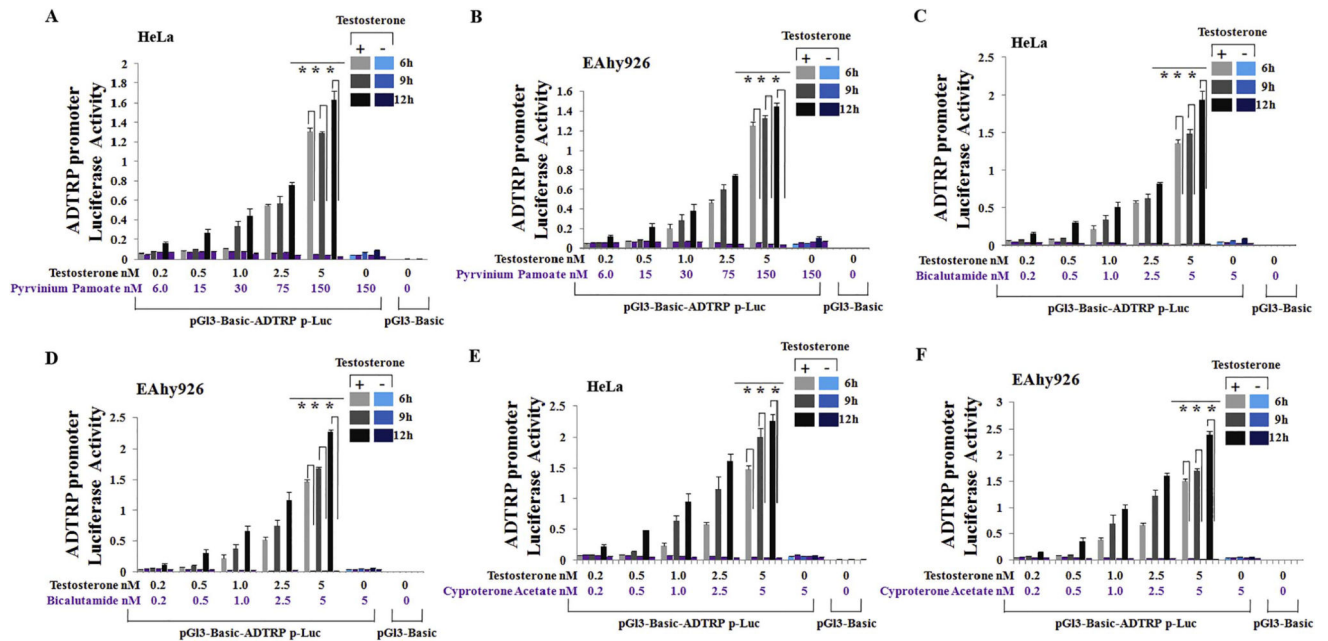 A
HeLa
Testosterone
+ -
6h
9h
12h
* * *
ADTRP promoter
Luciferase Activity
2
1.8
1.6
1.4
1.2
1
0.8
0.6
0.4
0.2
0
Testosterone nM 0.2 0.5 1.0 2.5 5 0 0
Pyrvinium Pamoate nM 6.0 15 30 75 150 150 0
pGl3-Basic-ADTRP p-Luc pGl3-Basic
B
EAhy926
Testosterone
+ -
6h
9h
12h
* * *
ADTRP promoter
Luciferase Activity
1.6
1.4
1.2
1
0.8
0.6
0.4
0.2
0
Testosterone nM 0.2 0.5 1.0 2.5 5 0 0
Pyrvinium Pamoate nM 6.0 15 30 75 150 150 0
pGl3-Basic-ADTRP p-Luc pGl3-Basic
C
HeLa
Testosterone
+ -
6h
9h
12h
* * *
ADTRP promoter
Luciferase Activity
2.5
2
1.5
1
0.5
0
Testosterone nM 0.2 0.5 1.0 2.5 5 0 0
Bicalutamide nM 0.2 0.5 1.0 2.5 5 5 0
pGl3-Basic-ADTRP p-Luc pGl3-Basic
D
EAhy926
Testosterone
+ -
6h
9h
12h
* * *
ADTRP promoter
Luciferase Activity
2.5
2
1.5
1
0.5
0
Testosterone nM 0.2 0.5 1.0 2.5 5 0 0
Bicalutamide nM 0.2 0.5 1.0 2.5 5 5 0
pGl3-Basic-ADTRP p-Luc pGl3-Basic
E
HeLa
Testosterone
+ -
6h
9h
12h
* * *
ADTRP promoter
Luciferase Activity
2.5
2
1.5
1
0.5
0
Testosterone nM 0.2 0.5 1.0 2.5 5 0 0
Cyproterone Acetate nM 0.2 0.5 1.0 2.5 5 5 0
pGl3-Basic-ADTRP p-Luc pGl3-Basic
F
EAhy926
Testosterone
+ -
6h
9h
12h
* * *
ADTRP promoter
Luciferase Activity
3
2.5
2
1.5
1
0.5
0
Testosterone nM 0.2 0.5 1.0 2.5 5 0 0
Cyproterone Acetate nM 0.2 0.5 1.0 2.5 5 5 0
pGl3-Basic-ADTRP p-Luc pGl3-Basic